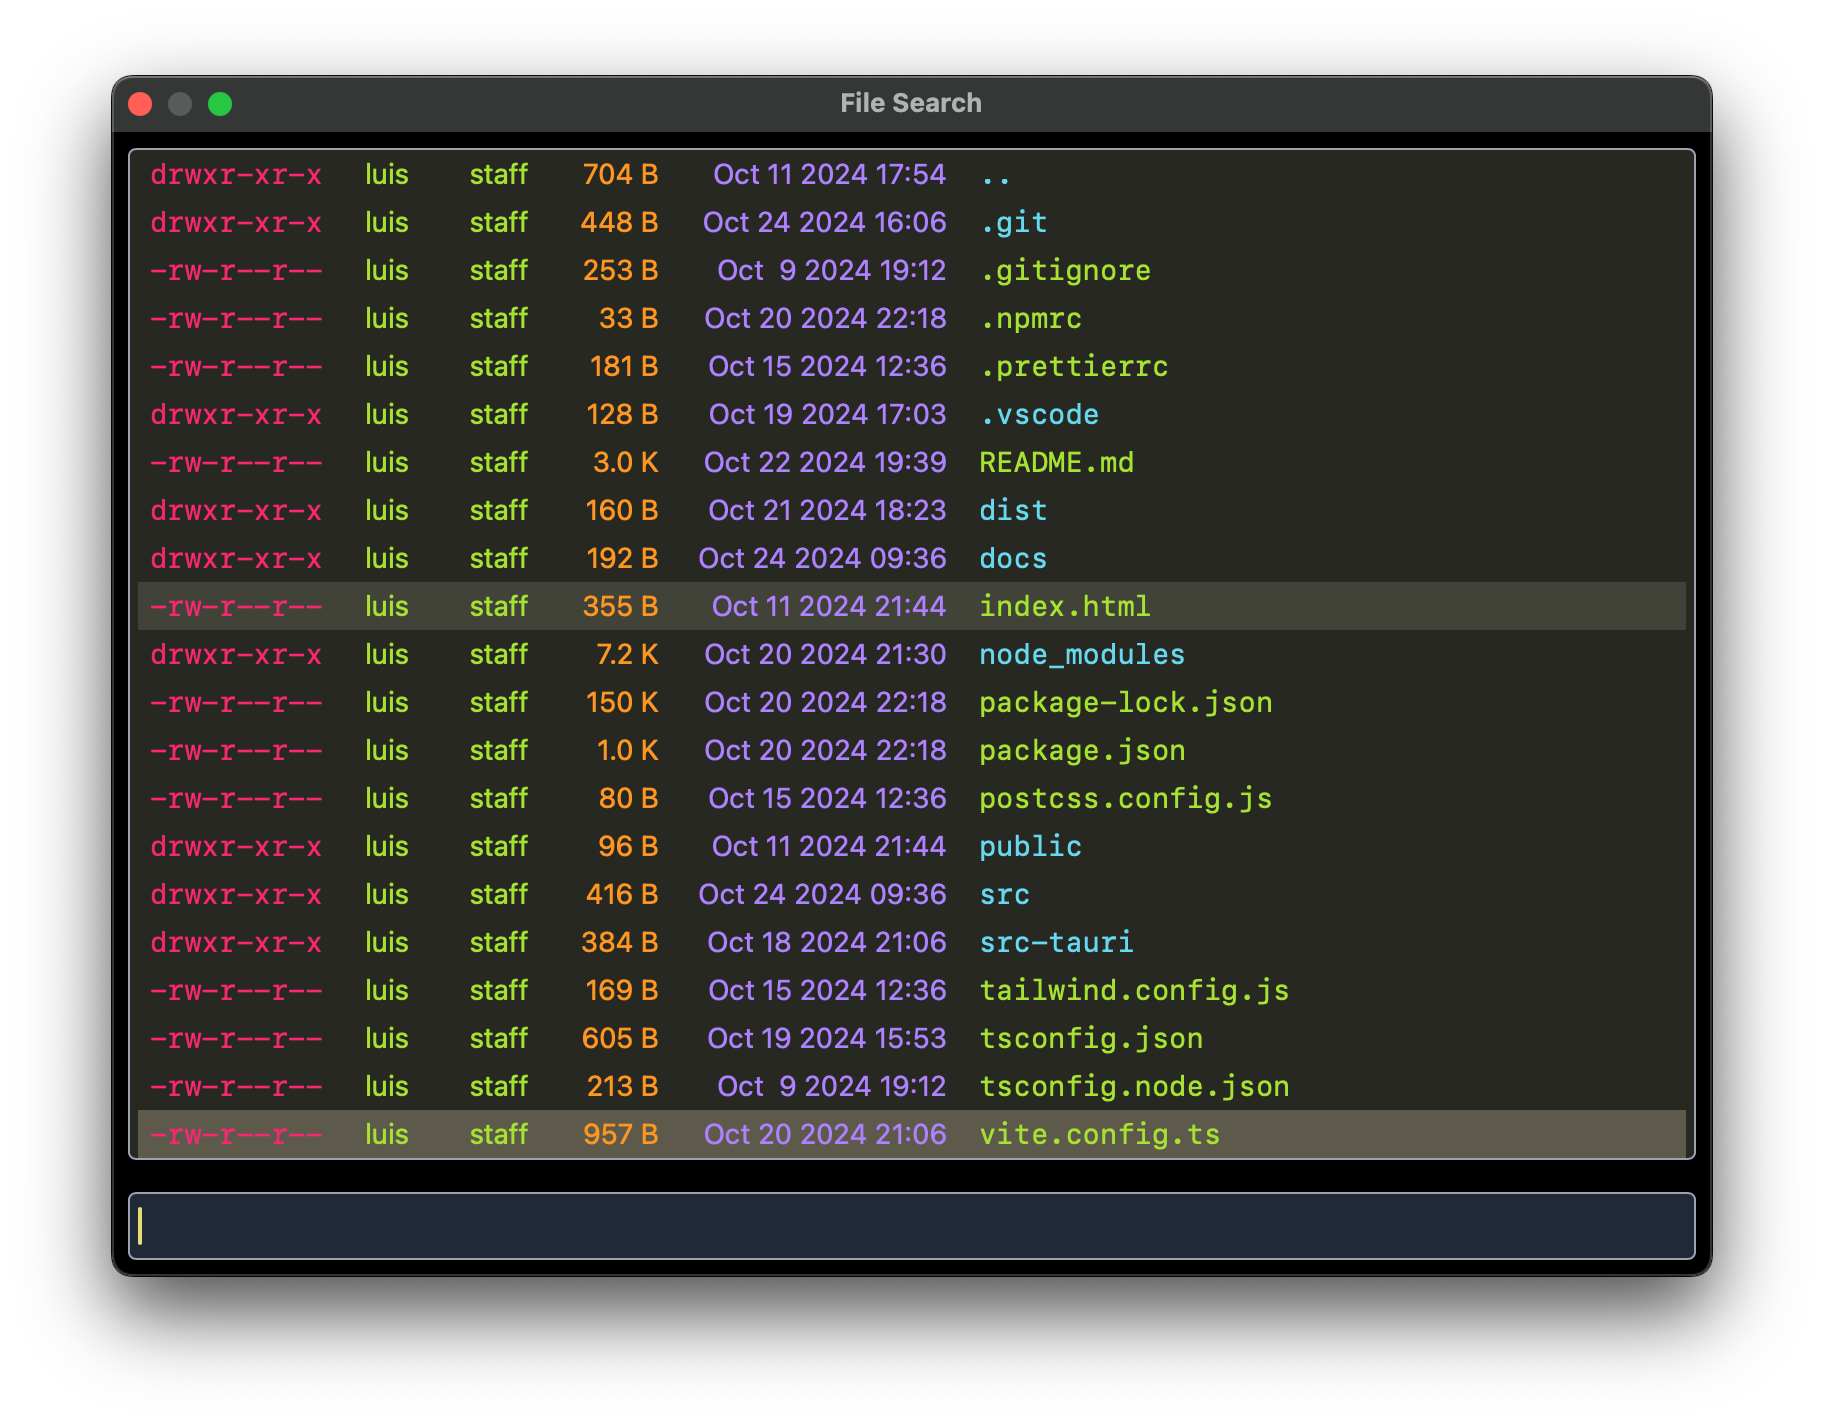 File Search
drwxr-xr-x luis staff 704 B Oct 11 2024 17:54 ..
drwxr-xr-x luis staff 448 B Oct 24 2024 16:06 .git
-rw-r--r-- luis staff 253 B Oct  9 2024 19:12 .gitignore
-rw-r--r-- luis staff 33 B Oct 20 2024 22:18 .npmrc
-rw-r--r-- luis staff 181 B Oct 15 2024 12:36 .prettierrc
drwxr-xr-x luis staff 128 B Oct 19 2024 17:03 .vscode
-rw-r--r-- luis staff 3.0 K Oct 22 2024 19:39 README.md
drwxr-xr-x luis staff 160 B Oct 21 2024 18:23 dist
drwxr-xr-x luis staff 192 B Oct 24 2024 09:36 docs
-rw-r--r-- luis staff 355 B Oct 11 2024 21:44 index.html
drwxr-xr-x luis staff 7.2 K Oct 20 2024 21:30 node_modules
-rw-r--r-- luis staff 150 K Oct 20 2024 22:18 package-lock.json
-rw-r--r-- luis staff 1.0 K Oct 20 2024 22:18 package.json
-rw-r--r-- luis staff 80 B Oct 15 2024 12:36 postcss.config.js
drwxr-xr-x luis staff 96 B Oct 11 2024 21:44 public
drwxr-xr-x luis staff 416 B Oct 24 2024 09:36 src
drwxr-xr-x luis staff 384 B Oct 18 2024 21:06 src-tauri
-rw-r--r-- luis staff 169 B Oct 15 2024 12:36 tailwind.config.js
-rw-r--r-- luis staff 605 B Oct 19 2024 15:53 tsconfig.json
-rw-r--r-- luis staff 213 B Oct  9 2024 19:12 tsconfig.node.json
-rw-r--r-- luis staff 957 B Oct 20 2024 21:06 vite.config.ts